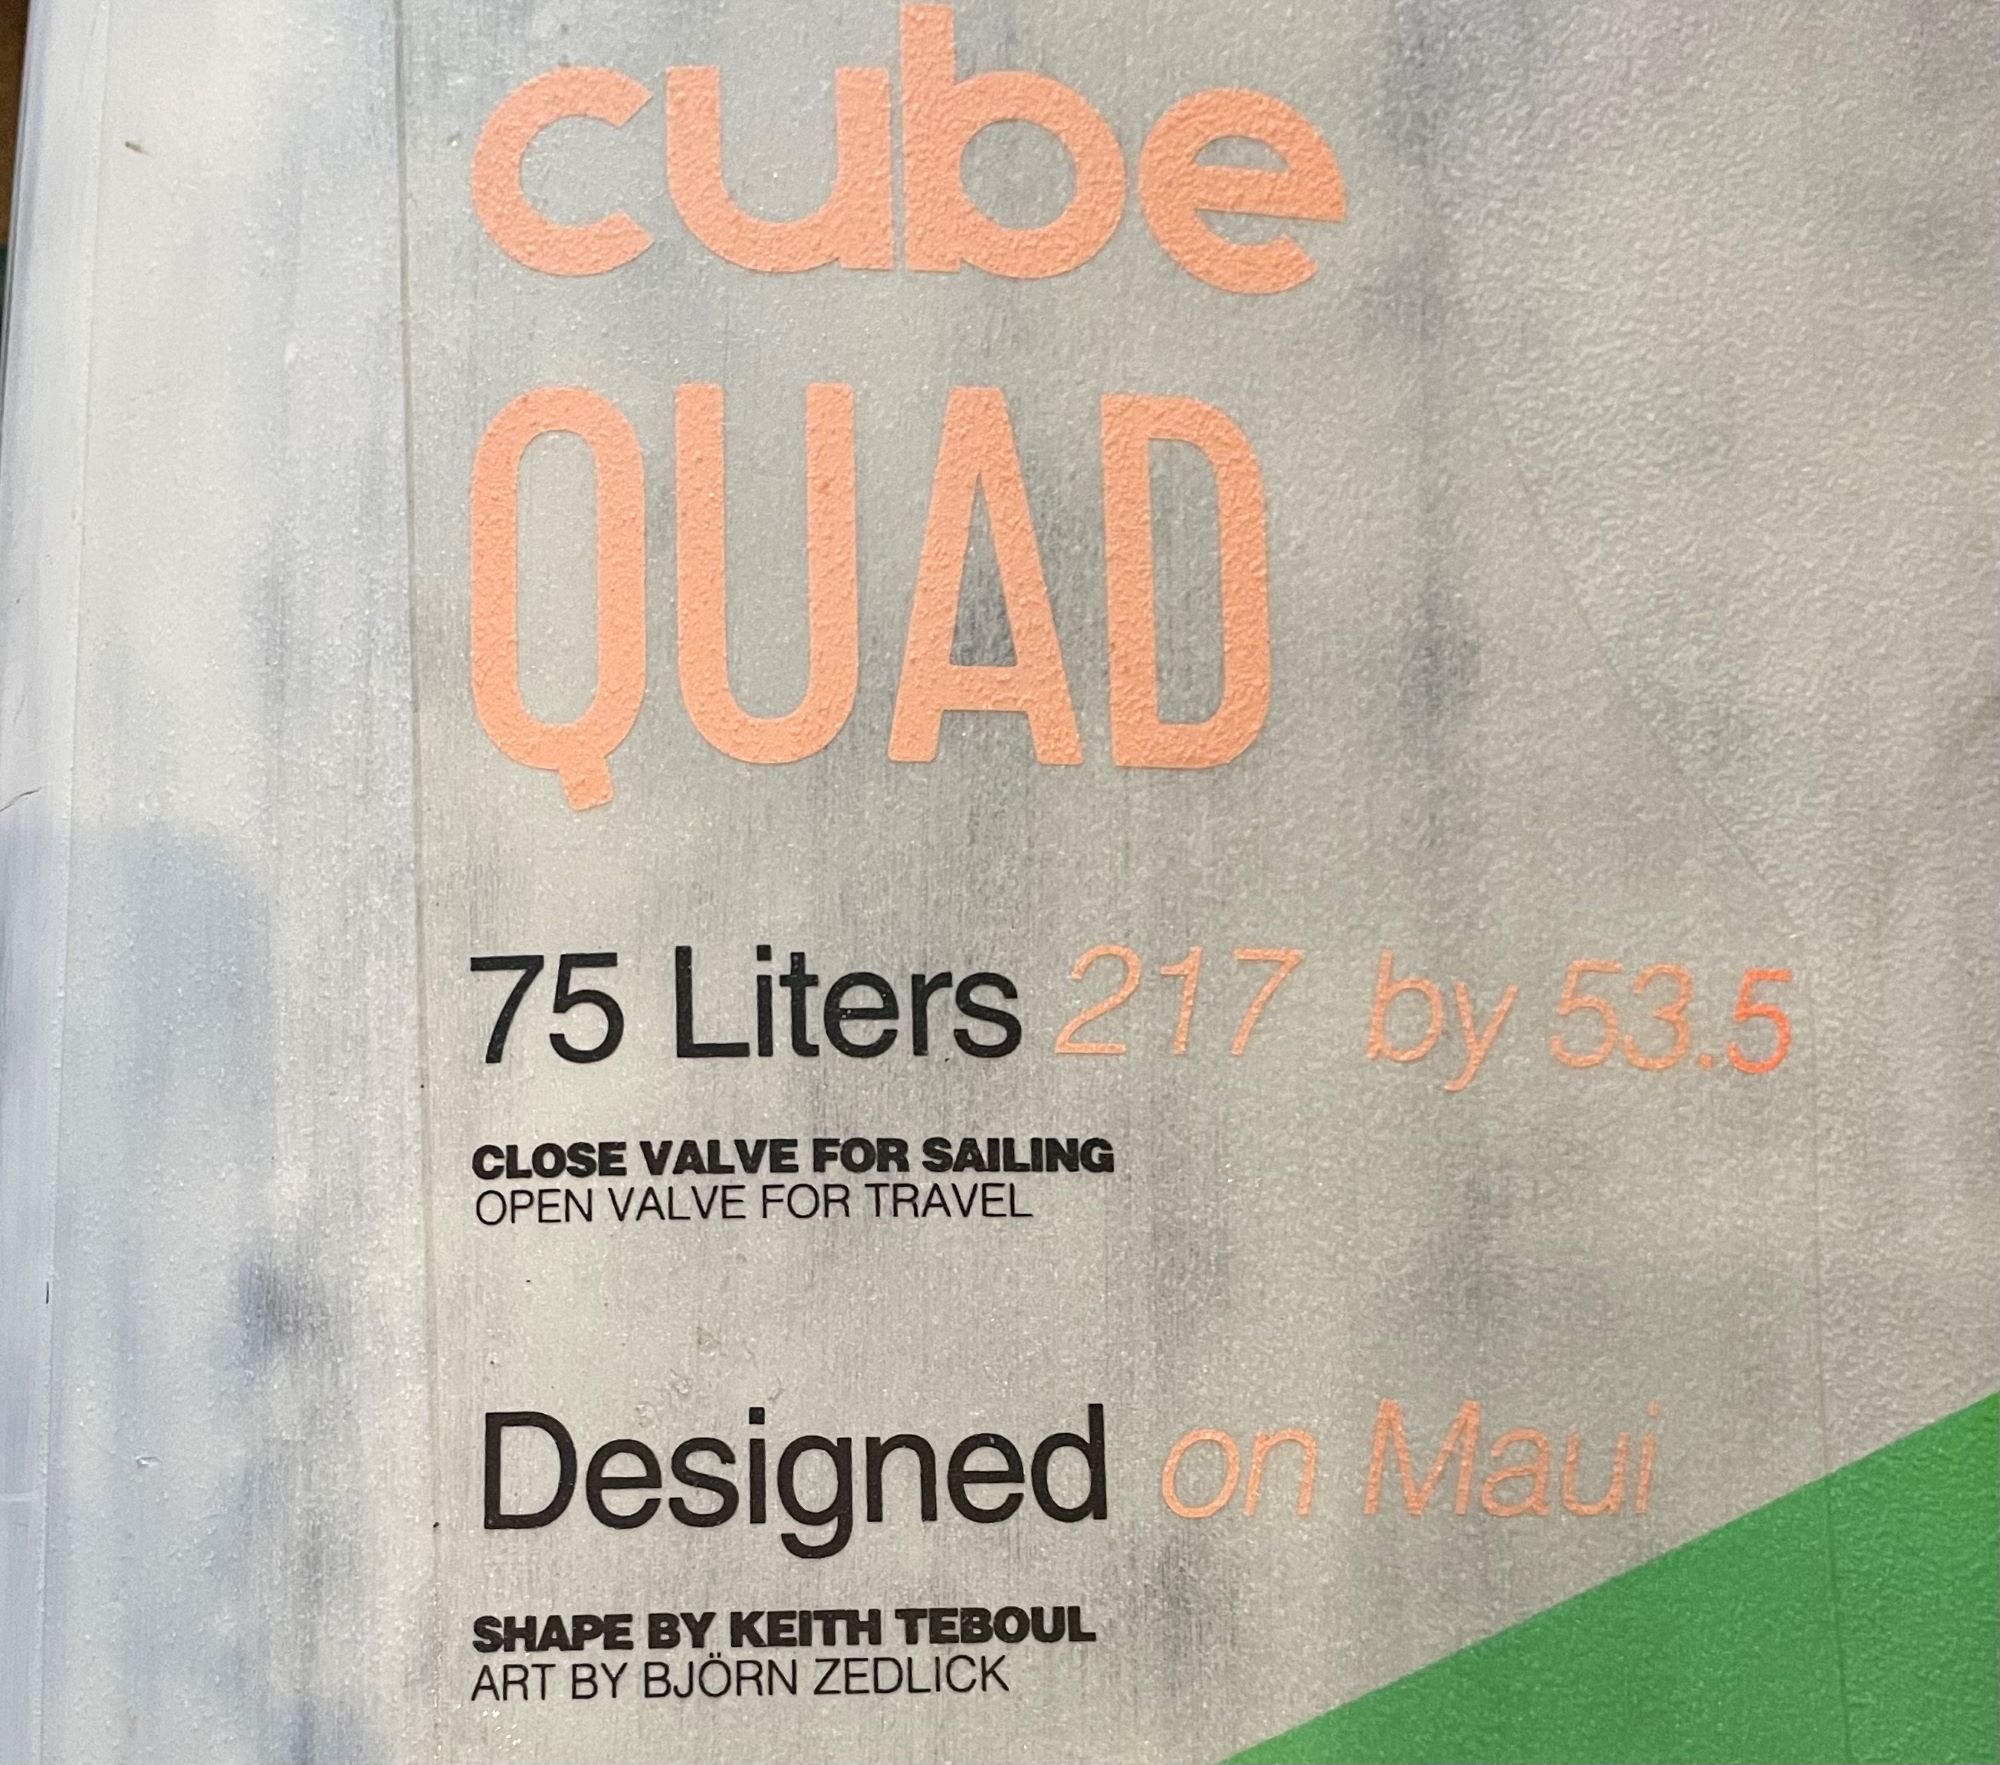 cube
QUAD
75 Liters 217 by 53.5
CLOSE VALVE FOR SAILING
OPEN VALVE FOR TRAVEL
Designed on Maui
SHAPE BY KEITH TEBOUL
ART BY BJÖRN ZEDLICK